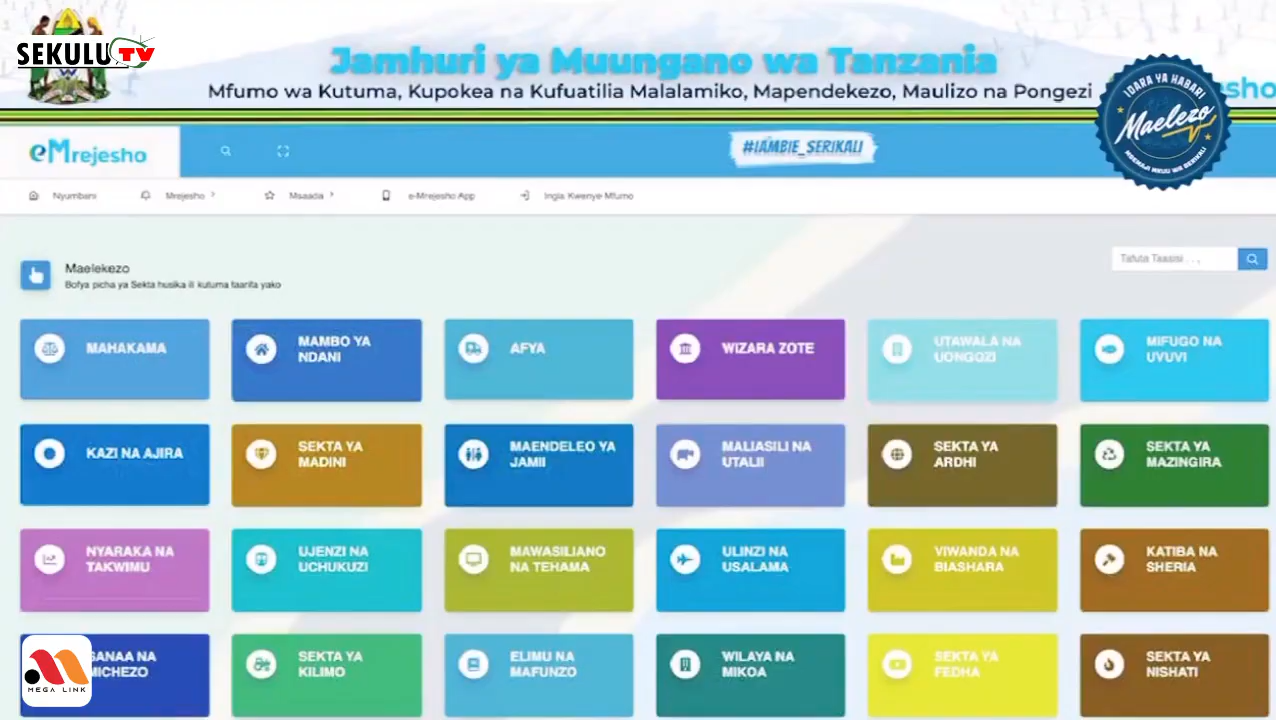 SEKULU TV
Jamhuri ya Muungano wa Tanzania
Mfumo wa Kutuma, Kupokea na Kufuatilia Malalamiko, Mapendekezo, Maulizo na Pongezi
IDARA YA HABARI
Maelezo
MSEMAJI MKUU WA SERIKALI
eMrejesho
#IAMBIE_SERIKALI
Nyumbani
Mrejesho
Msaada
e-Mrejesho App
Ingia Kwenye Mfumo
Maelekezo
Bofya picha ya Sekta husika ili kutuma taarifa yako
Tafuta Taasisi . . .
MAHAKAMA
MAMBO YA
NDANI
AFYA
WIZARA ZOTE
UTAWALA NA
UONGOZI
MIFUGO NA
UVUVI
KAZI NA AJIRA
SEKTA YA
MADINI
MAENDELEO YA
JAMII
MALIASILI NA
UTALII
SEKTA YA
ARDHI
SEKTA YA
MAZINGIRA
NYARAKA NA
TAKWIMU
UJENZI NA
UCHUKUZI
MAWASILIANO
NA TEHAMA
ULINZI NA
USALAMA
VIWANDA NA
BIASHARA
KATIBA NA
SHERIA
SANAA NA
MICHEZO
SEKTA YA
KILIMO
ELIMU NA
MAFUNZO
WILAYA NA
MIKOA
SEKTA YA
FEDHA
SEKTA YA
NISHATI
MEGA LINK